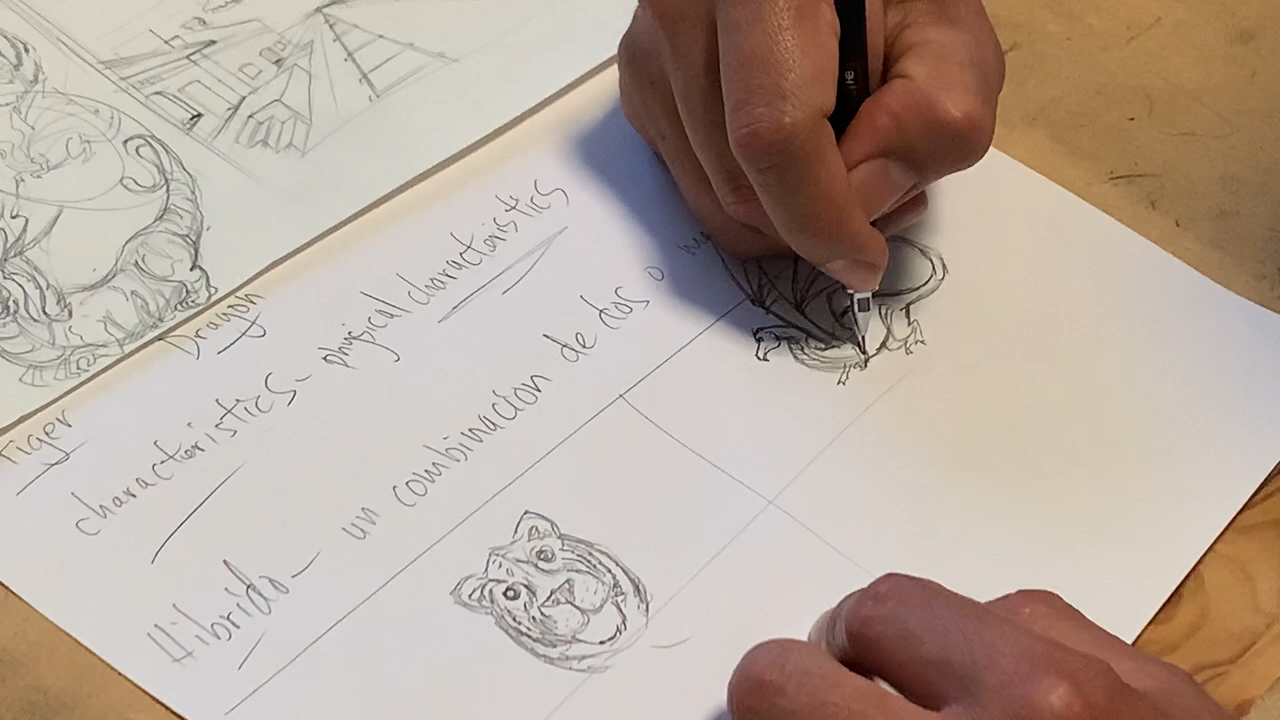 Tiger Dragon
characteristics - physical characteristics
Hibrido - un combinacion de dos o